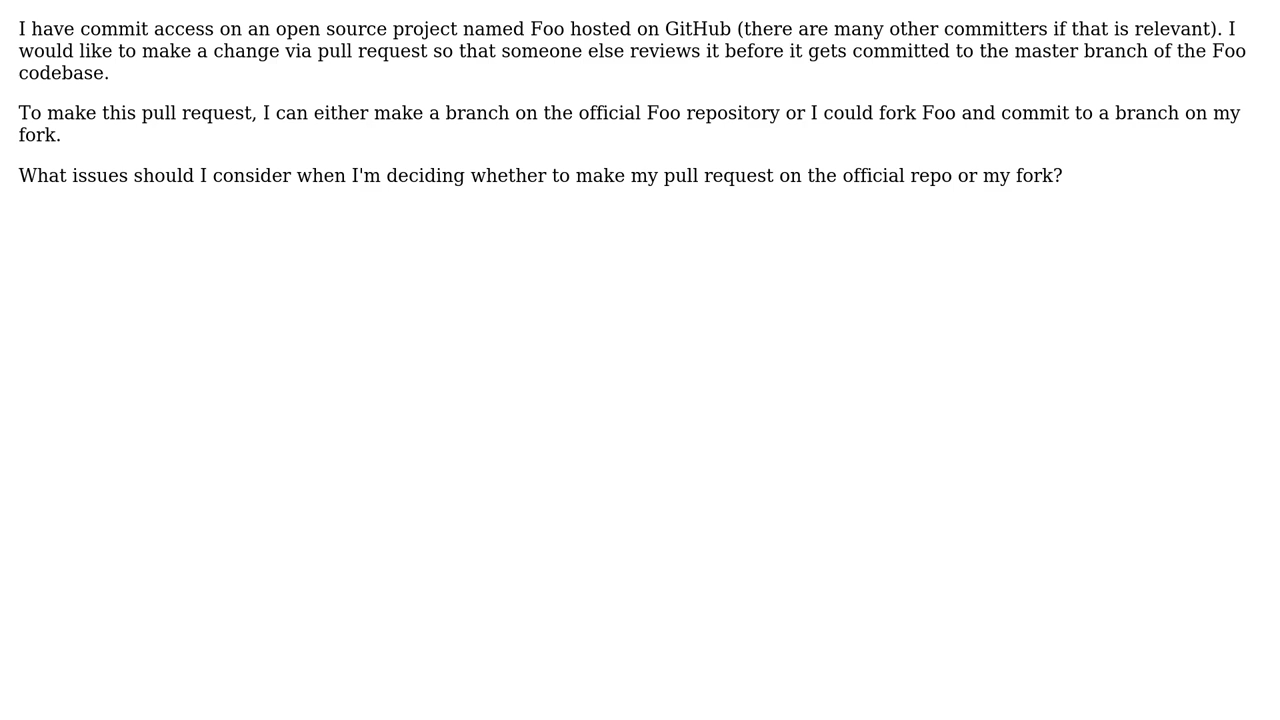 I have commit access on an open source project named Foo hosted on GitHub (there are many other committers if that is relevant). I
would like to make a change via pull request so that someone else reviews it before it gets committed to the master branch of the Foo
codebase.
To make this pull request, I can either make a branch on the official Foo repository or I could fork Foo and commit to a branch on my
fork.
What issues should I consider when I'm deciding whether to make my pull request on the official repo or my fork?